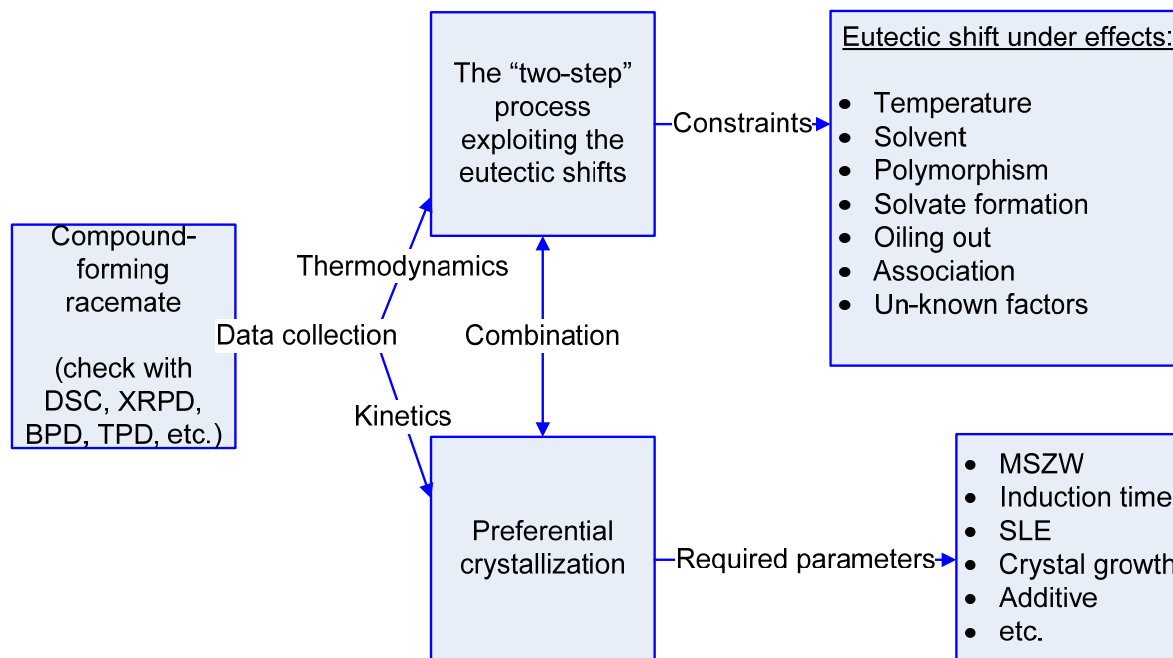 Compound-
forming
racemate
(check with
DSC, XRPD,
BPD, TPD, etc.)
Data collection
Thermodynamics
Kinetics
The “two-step”
process
exploiting the
eutectic shifts
Combination
Preferential
crystallization
Constraints
Eutectic shift under effects:
• Temperature
• Solvent
• Polymorphism
• Solvate formation
• Oiling out
• Association
• Un-known factors
Required parameters
• MSZW
• Induction time
• SLE
• Crystal growth
• Additive
• etc.